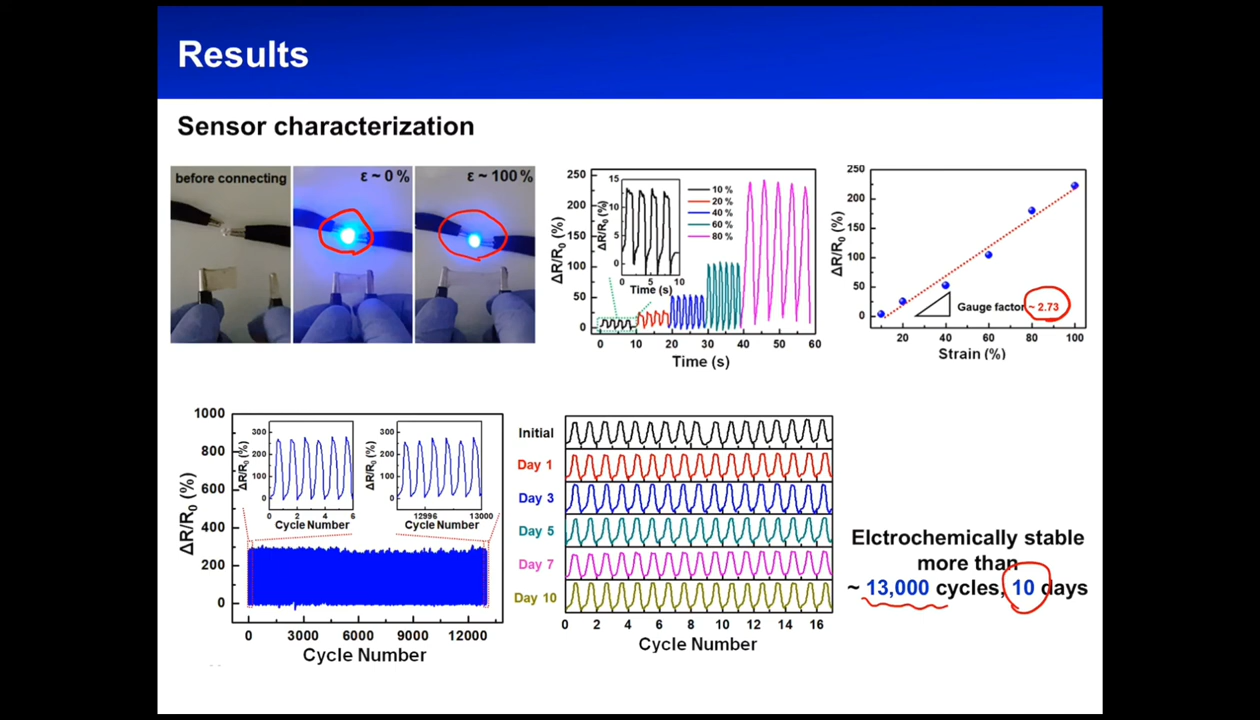 Results
Sensor characterization
before connecting
ε ~ 0 %
ε ~ 100 %
ΔR/R0 (%)
250
200
150
100
50
0
0 10 20 30 40 50 60
Time (s)
10 %
20 %
40 %
60 %
80 %
ΔR/R0 (%)
15
10
5
0
0 5 10
Time (s)
ΔR/R0 (%)
250
200
150
100
50
0
20 40 60 80 100
Strain (%)
Gauge factor ~ 2.73
ΔR/R0 (%)
1000
800
600
400
200
0
0 3000 6000 9000 12000
Cycle Number
ΔR/R0 (%)
300
200
100
0
0 2 4 6
Cycle Number
ΔR/R0 (%)
300
200
100
0
12996 13000
Cycle Number
Initial
Day 1
Day 3
Day 5
Day 7
Day 10
0 2 4 6 8 10 12 14 16
Cycle Number
Elctrochemically stable
more than
~ 13,000 cycles, 10 days